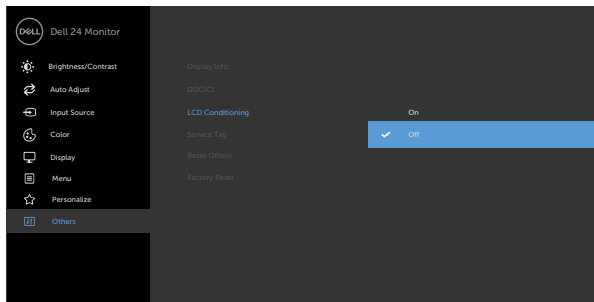 DELL
Dell 24 Monitor
Brightness/Contrast
Auto Adjust
Input Source
Color
Display
Menu
Personalize
Others
Display Info
DDC/CI
LCD Conditioning
Service Tag
Reset Others
Factory Reset
On
Off